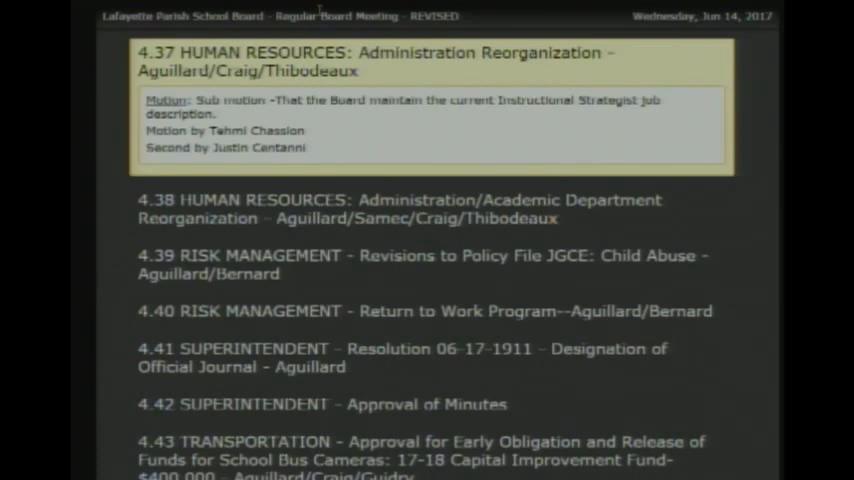 Lafayette Parish School Board - Regular Board Meeting - REVISED
Wednesday, Jun 14, 2017
4.37 HUMAN RESOURCES: Administration Reorganization -
Aguillard/Craig/Thibodeaux
Motion: Sub motion -That the Board maintain the current Instructional Strategist job
description.
Motion by Tehmi Chassion
Second by Justin Centanni
4.38 HUMAN RESOURCES: Administration/Academic Department
Reorganization - Aguillard/Samec/Craig/Thibodeaux
4.39 RISK MANAGEMENT - Revisions to Policy File JGCE: Child Abuse -
Aguillard/Bernard
4.40 RISK MANAGEMENT - Return to Work Program--Aguillard/Bernard
4.41 SUPERINTENDENT - Resolution 06-17-1911 - Designation of
Official Journal - Aguillard
4.42 SUPERINTENDENT - Approval of Minutes
4.43 TRANSPORTATION - Approval for Early Obligation and Release of
Funds for School Bus Cameras: 17-18 Capital Improvement Fund-
$400,000 - Aguillard/Craig/Guidry